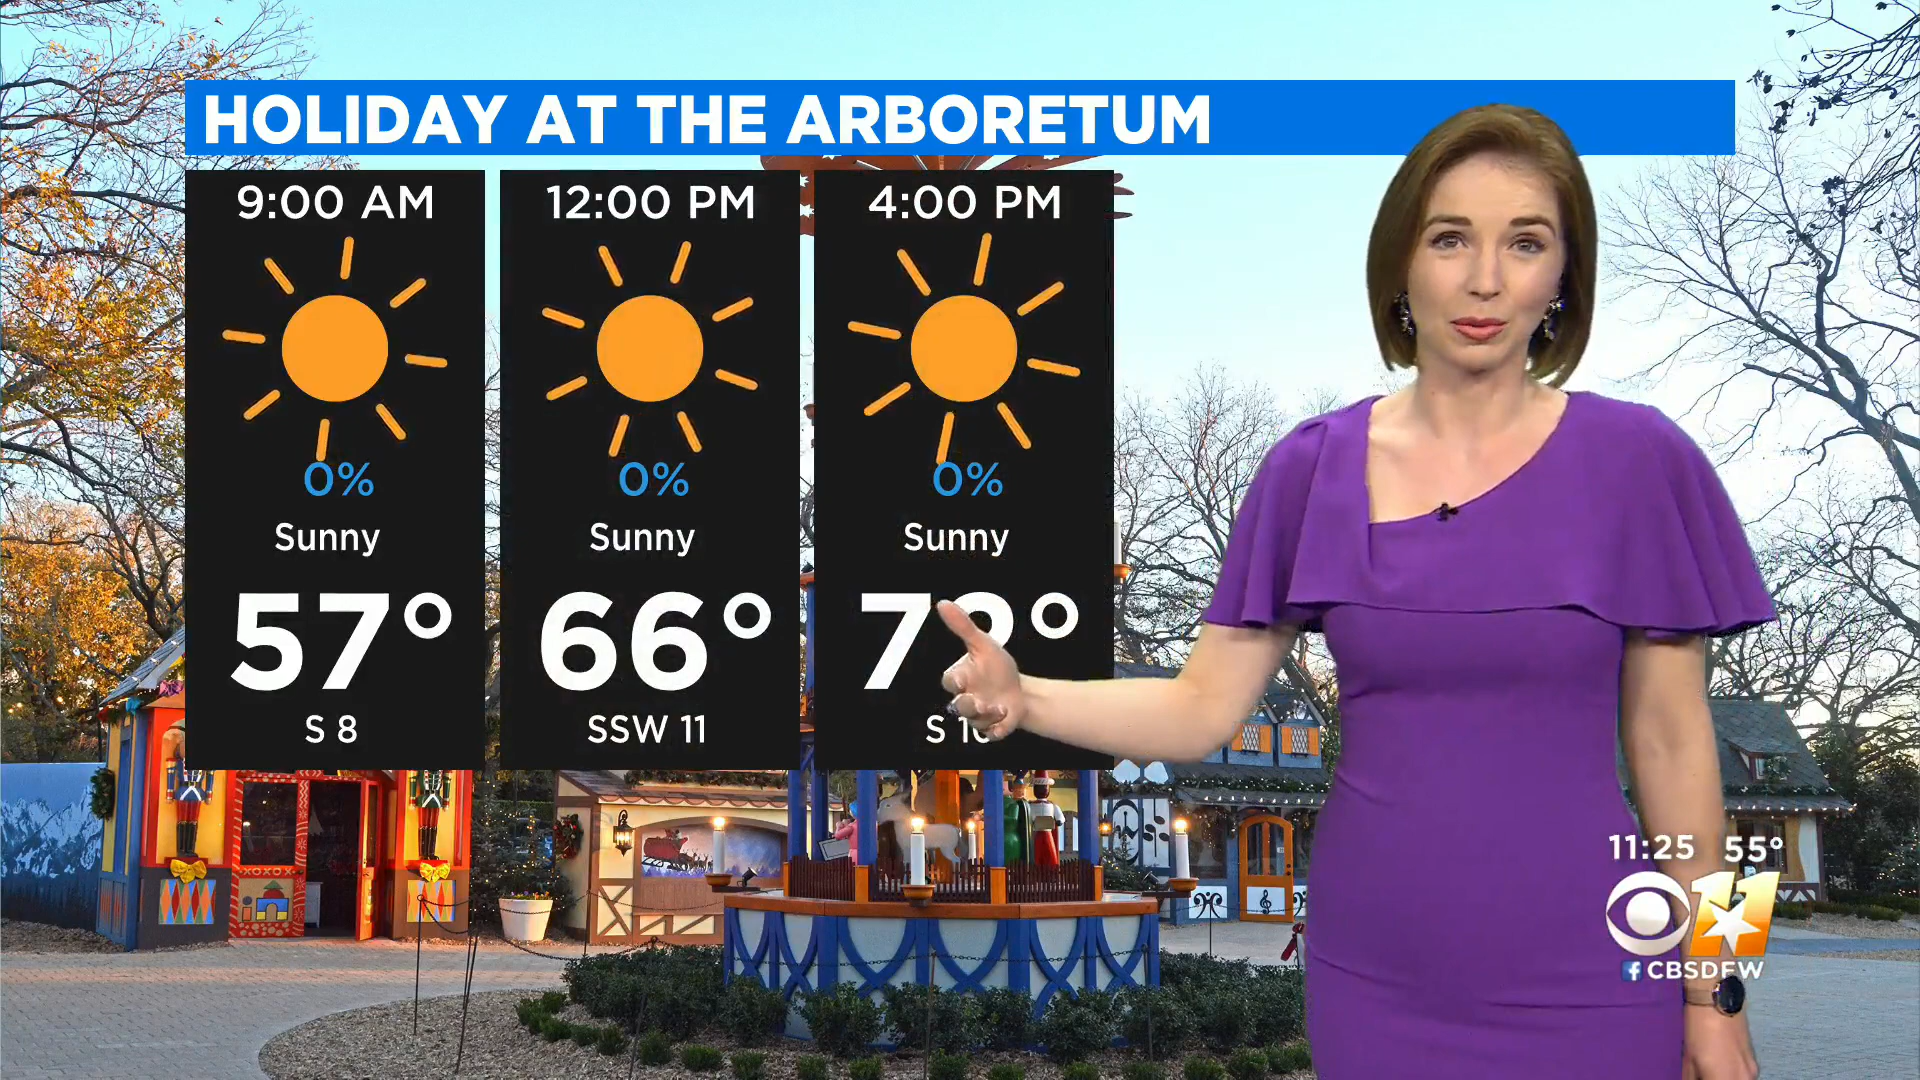 HOLIDAY AT THE ARBORETUM
9:00 AM
0%
Sunny
57°
S 8
12:00 PM
0%
Sunny
66°
SSW 11
4:00 PM
0%
Sunny
S
11:25 55°
11
CBSDFW